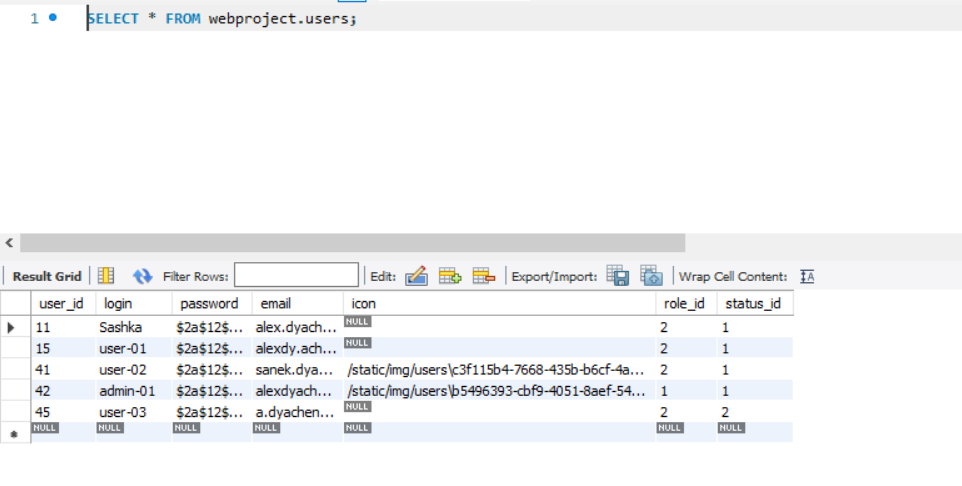 1 SELECT * FROM webproject.users;
Result Grid Filter Rows: Edit: Export/Import: Wrap Cell Content:
user_id login password email icon role_id status_id
11 Sashka $2a$12$... alex.dyach... NULL 2 1
15 user-01 $2a$12$... alexdy.ach... NULL 2 1
41 user-02 $2a$12$... sanek.dya... /static/img/users\c3f115b4-7668-435b-b6cf-4a... 2 1
42 admin-01 $2a$12$... alexdyach... /static/img/users\b5496393-cbf9-4051-8aef-54... 1 1
45 user-03 $2a$12$... a.dyachen... NULL 2 2
NULL NULL NULL NULL NULL NULL NULL